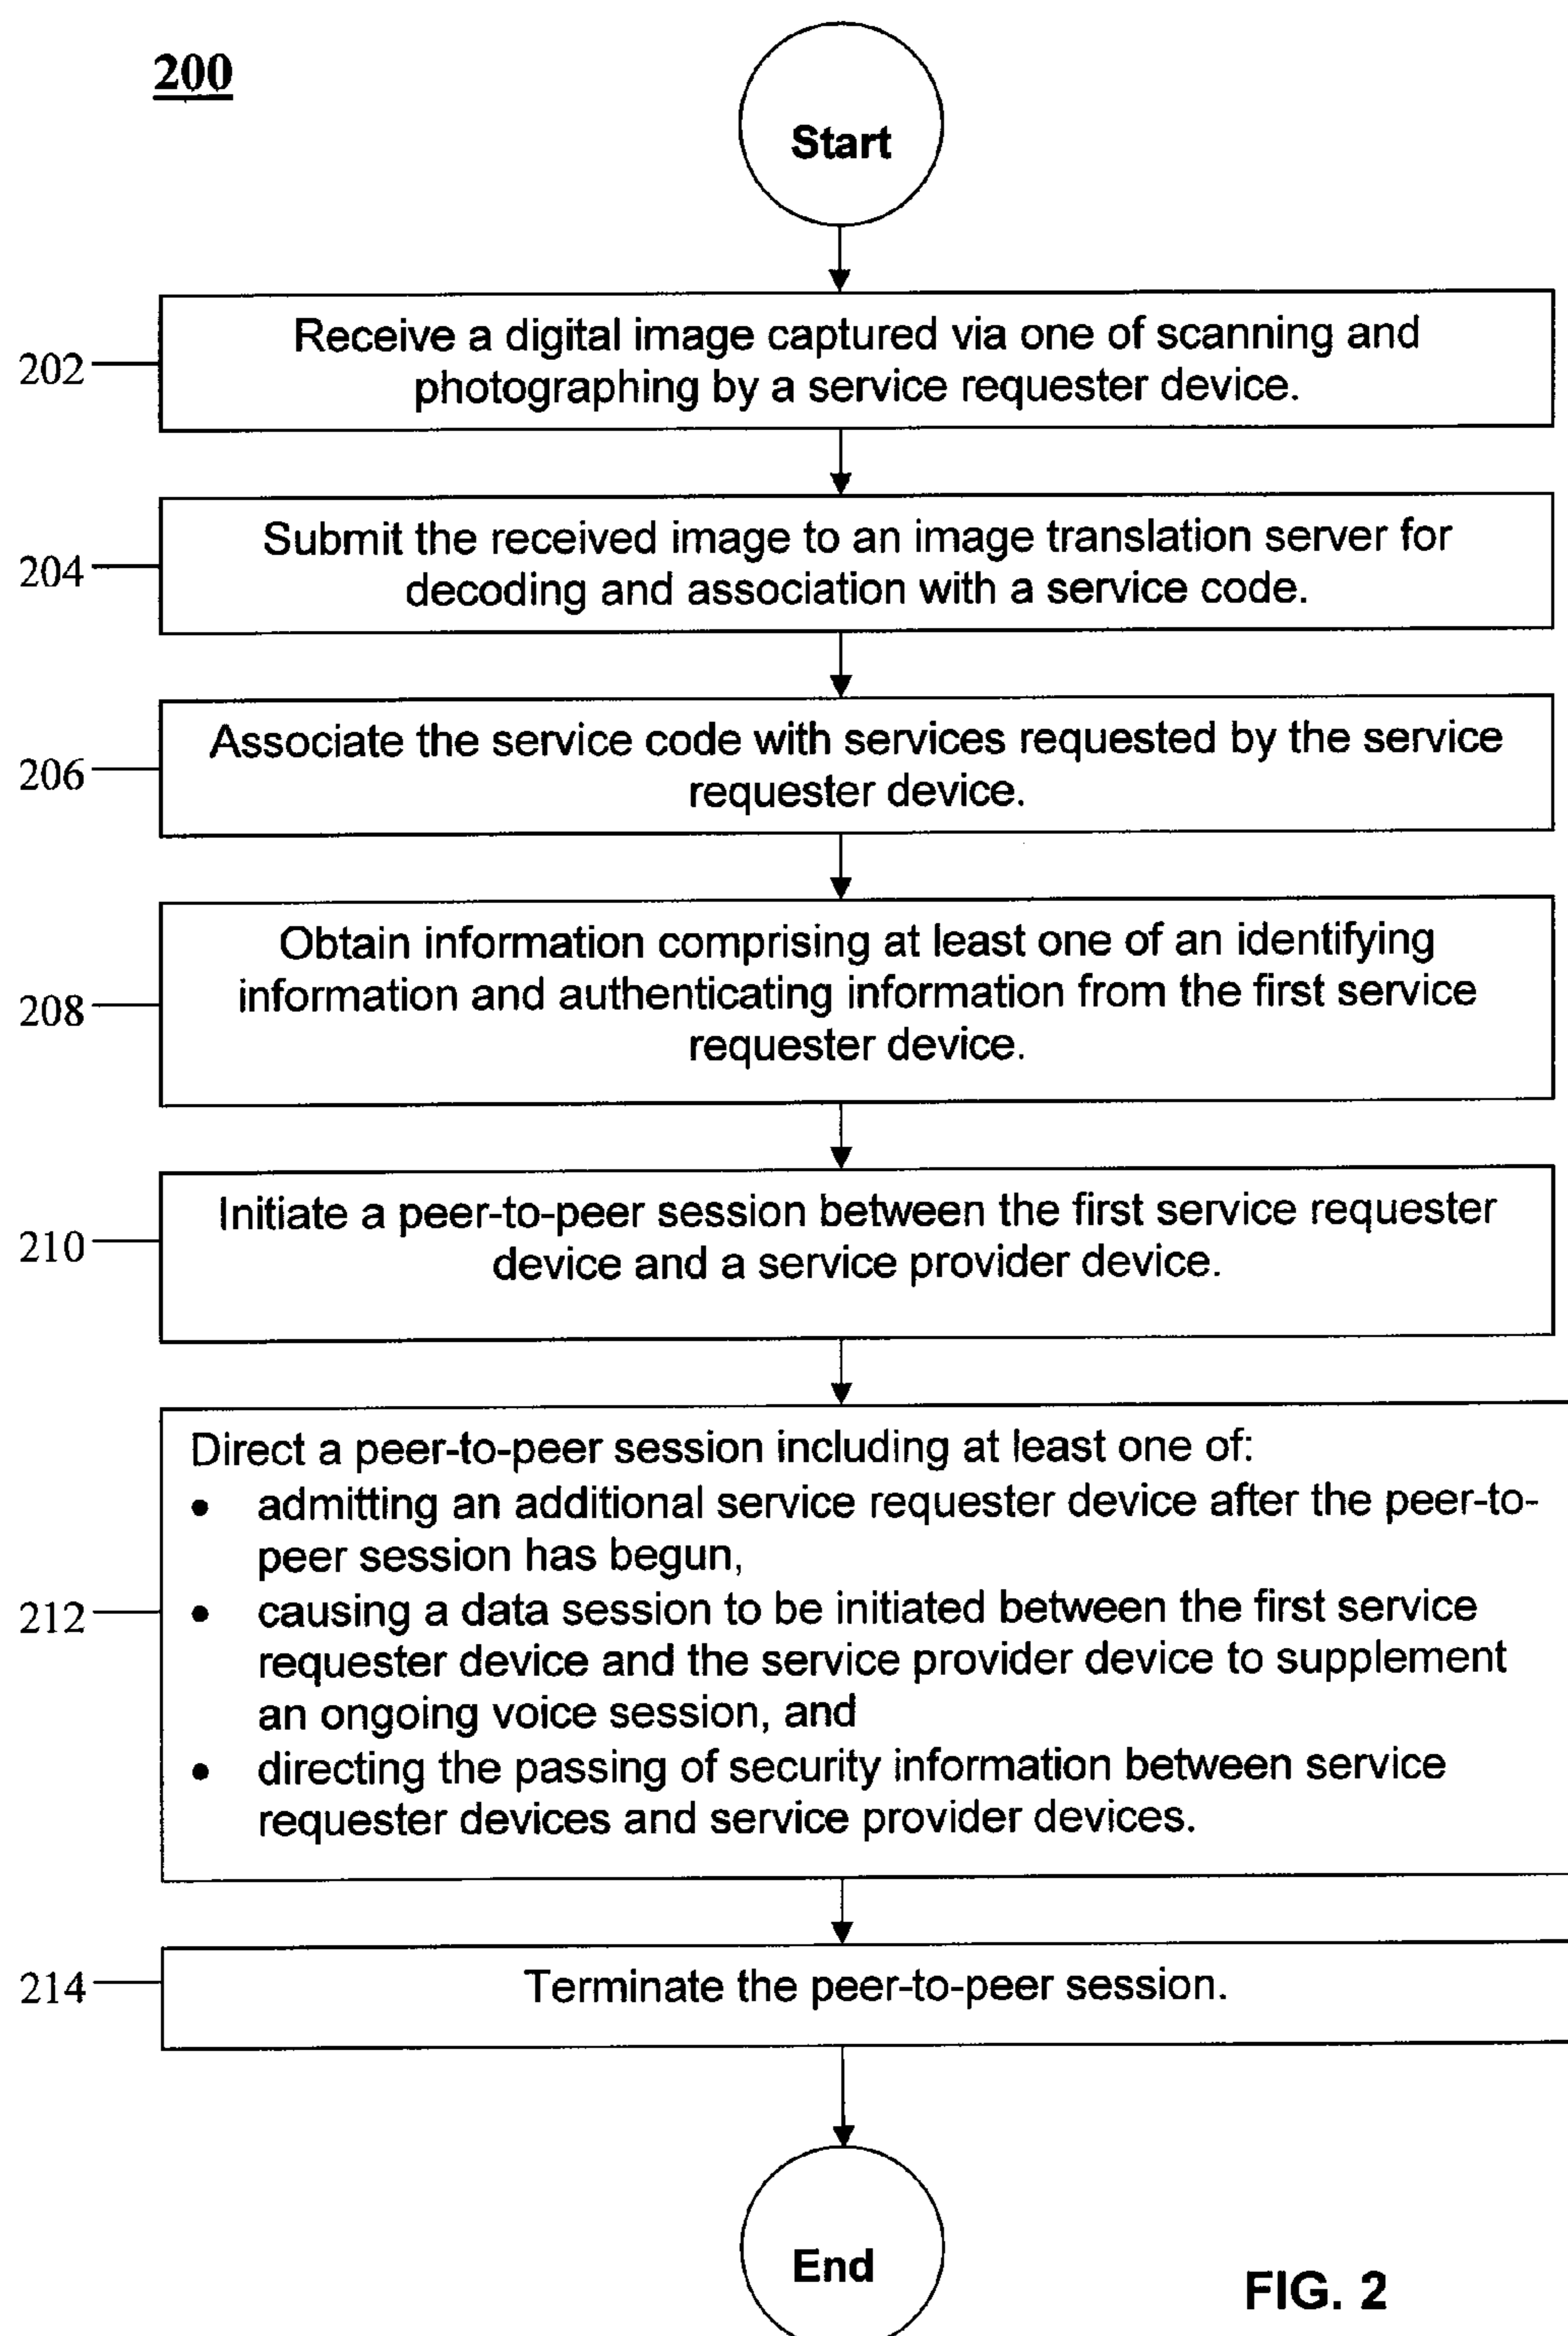 200
Start
202
Receive a digital image captured via one of scanning and
photographing by a service requester device.
204
Submit the received image to an image translation server for
decoding and association with a service code.
206
Associate the service code with services requested by the service
requester device.
208
Obtain information comprising at least one of an identifying
information and authenticating information from the first service
requester device.
210
Initiate a peer-to-peer session between the first service requester
device and a service provider device.
212
Direct a peer-to-peer session including at least one of:
• admitting an additional service requester device after the peer-to-
peer session has begun,
• causing a data session to be initiated between the first service
requester device and the service provider device to supplement
an ongoing voice session, and
• directing the passing of security information between service
requester devices and service provider devices.
214
Terminate the peer-to-peer session.
End
FIG. 2